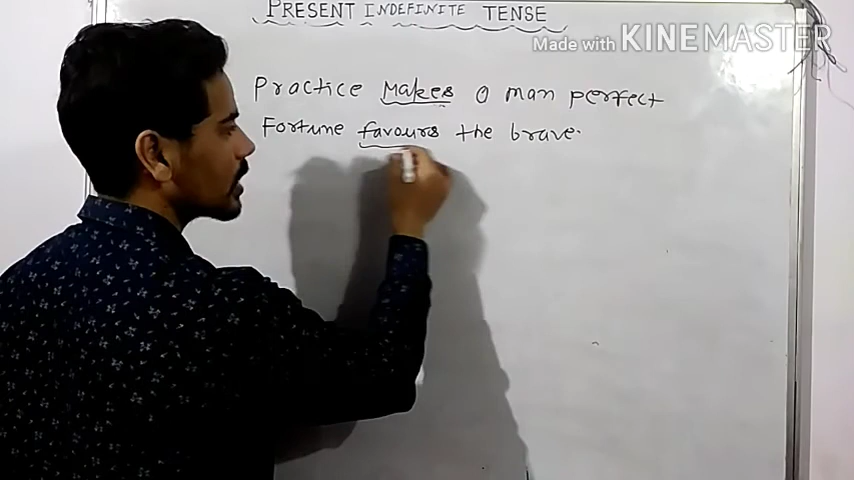 PRESENT INDEFINITE TENSE
Made with KINEMASTER
Practice Makes a man perfect
Fortune favours the brave.